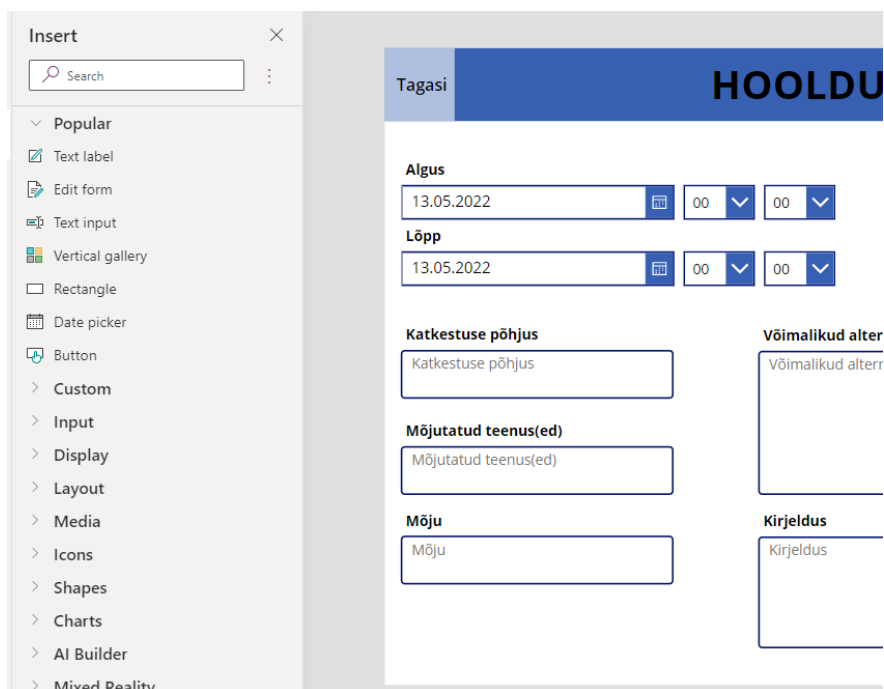 Insert
Search
Popular
Text label
Edit form
Text input
Vertical gallery
Rectangle
Date picker
Button
Custom
Input
Display
Layout
Media
Icons
Shapes
Charts
AI Builder
Mixed Reality
Tagasi
HOOLDU
Algus
13.05.2022
00
00
Lõpp
13.05.2022
00
00
Katkestuse põhjus
Katkestuse põhjus
Mõjutatud teenus(ed)
Mõjutatud teenus(ed)
Mõju
Mõju
Võimalikud alter
Võimalikud altern
Kirjeldus
Kirjeldus